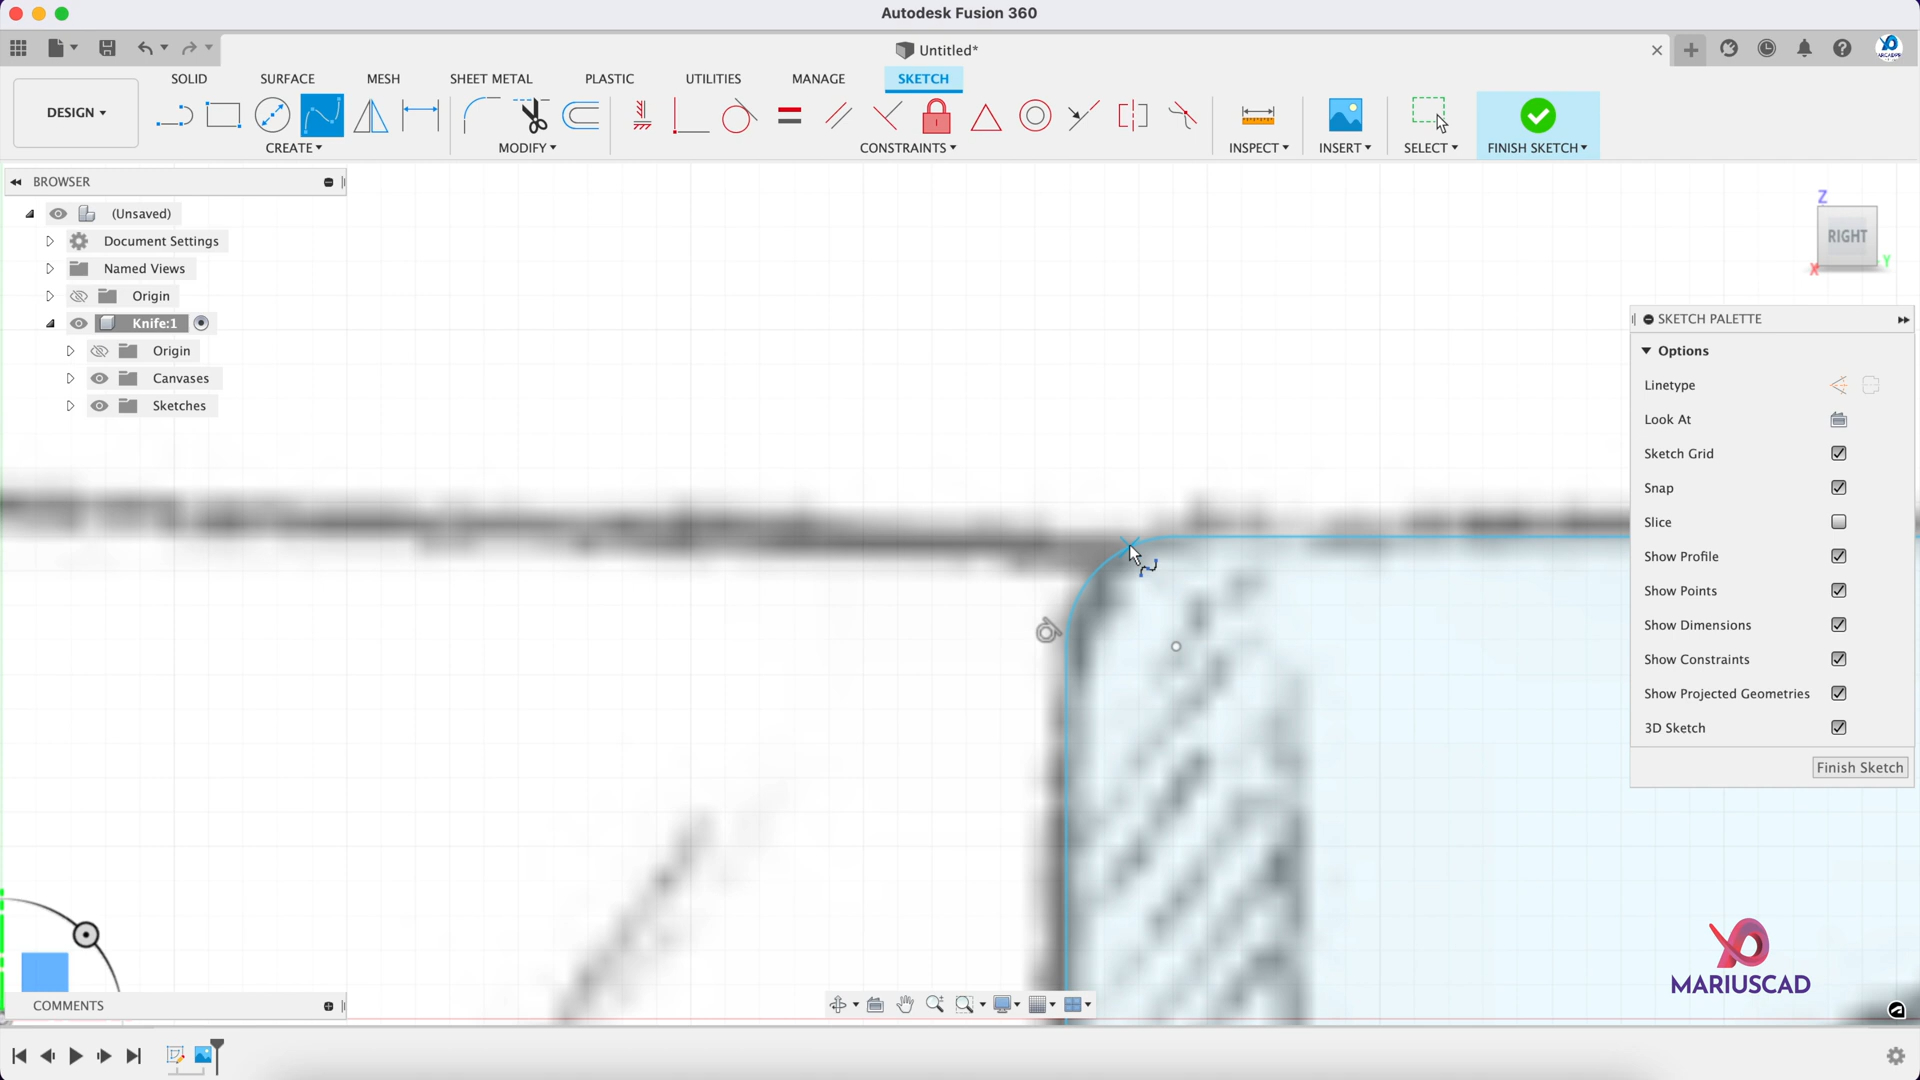 Autodesk Fusion 360
Untitled*
SOLID SURFACE MESH SHEET METAL PLASTIC UTILITIES MANAGE SKETCH
DESIGN
CREATE MODIFY CONSTRAINTS INSPECT INSERT SELECT FINISH SKETCH
BROWSER
(Unsaved)
Document Settings
Named Views
Origin
Knife:1
Origin
Canvases
Sketches
Z
RIGHT
X
Y
SKETCH PALETTE
Options
Linetype
Look At
Sketch Grid
Snap
Slice
Show Profile
Show Points
Show Dimensions
Show Constraints
Show Projected Geometries
3D Sketch
Finish Sketch
MARIUSCAD
COMMENTS